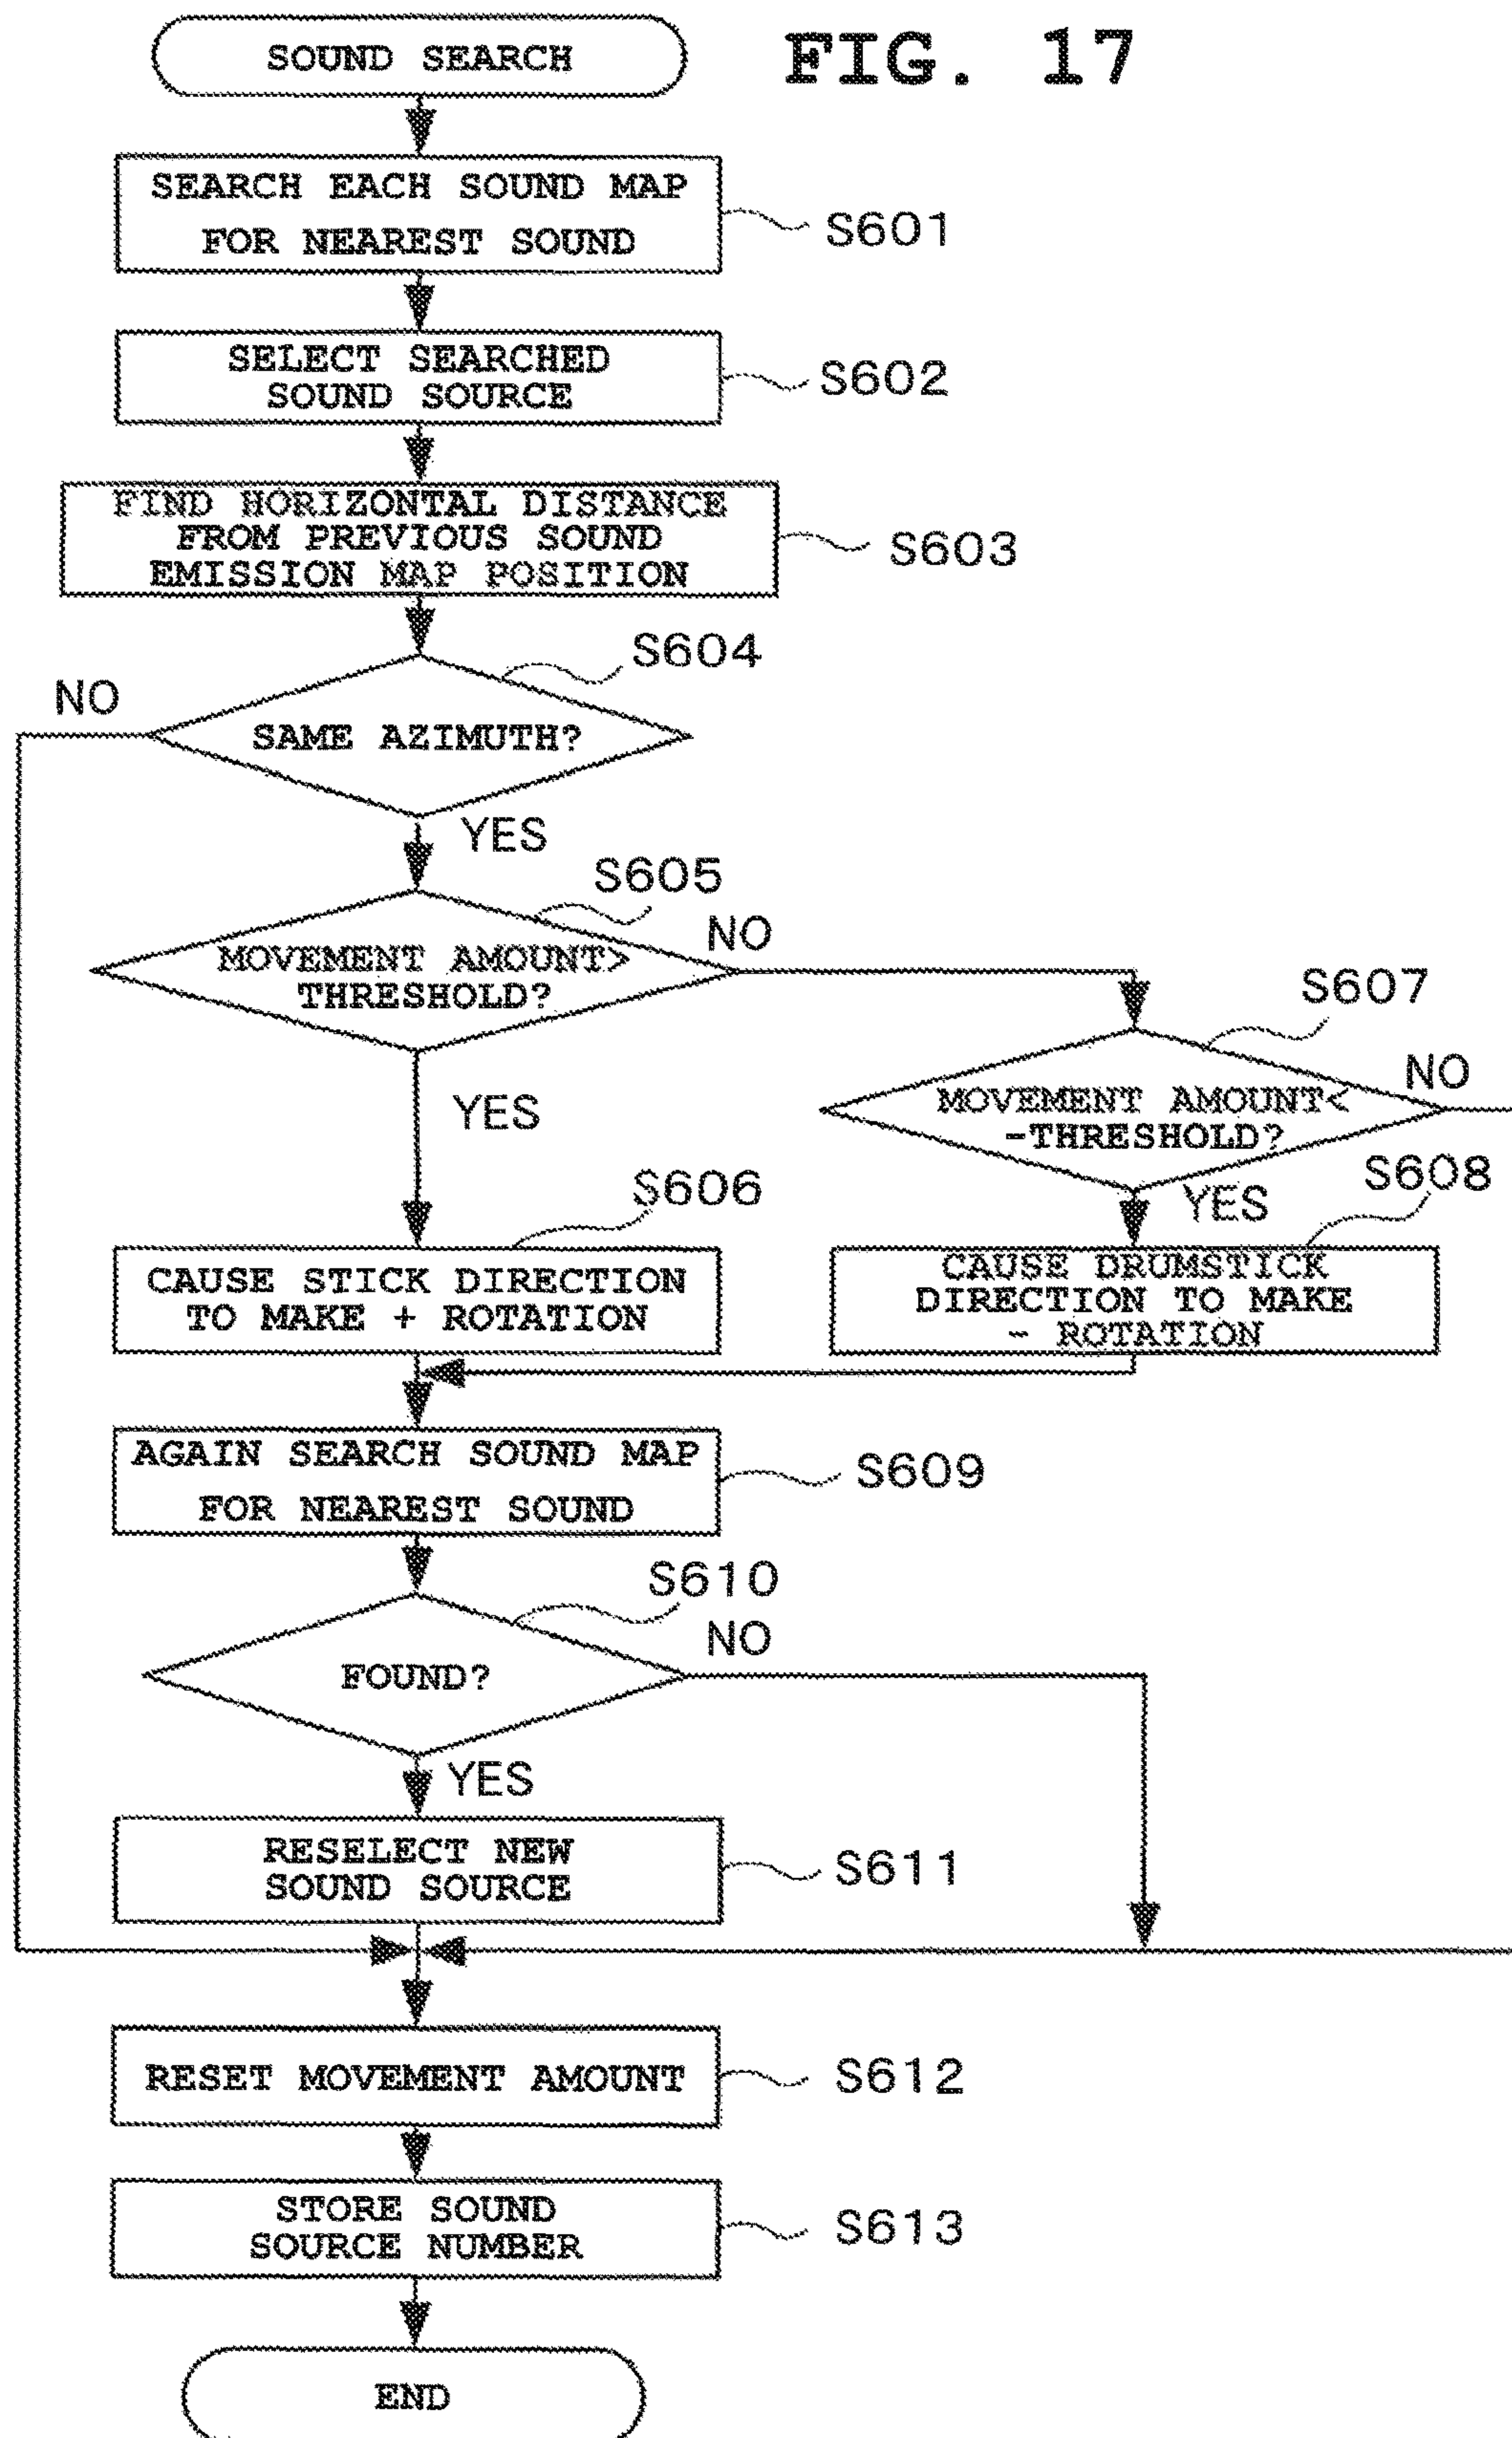 SOUND SEARCH
FIG. 17
SEARCH EACH SOUND MAP
FOR NEAREST SOUND
S601
SELECT SEARCHED
SOUND SOURCE
S602
FIND HORIZONTAL DISTANCE
FROM PREVIOUS SOUND
EMISSION MAP POSITION
S603
S604
NO
SAME AZIMUTH?
YES
S605
NO
MOVEMENT AMOUNT>
THRESHOLD?
S607
NO
MOVEMENT AMOUNT<
-THRESHOLD?
YES
S606
YES
S608
CAUSE STICK DIRECTION
TO MAKE + ROTATION
CAUSE DRUMSTICK
DIRECTION TO MAKE
- ROTATION
AGAIN SEARCH SOUND MAP
FOR NEAREST SOUND
S609
S610
NO
FOUND?
YES
RESELECT NEW
SOUND SOURCE
S611
RESET MOVEMENT AMOUNT
S612
STORE SOUND
SOURCE NUMBER
S613
END